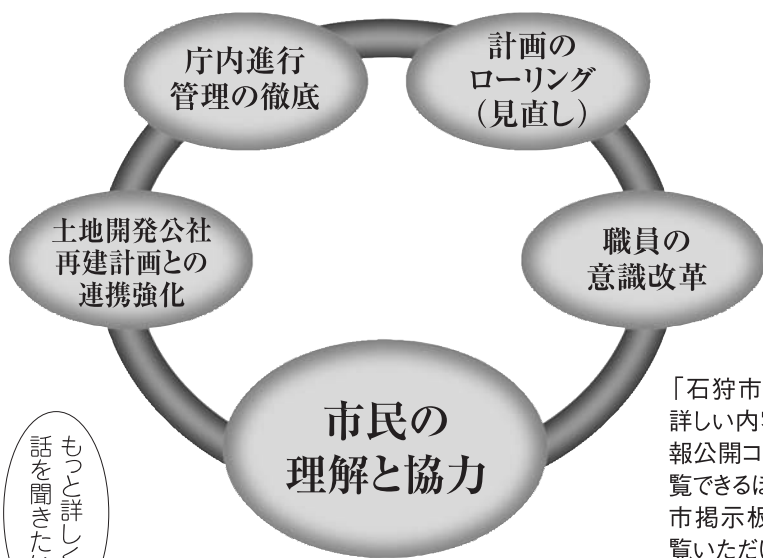 庁内進行
管理の徹底
計画の
ローリング
(見直し)
土地開発公社
再建計画との
連携強化
職員の
意識改革
市民の
理解と協力
もっと詳しく
話を聞きたい
「石狩市
詳しい内
報公開コ
覧できるほ
市掲示板
覧いただ